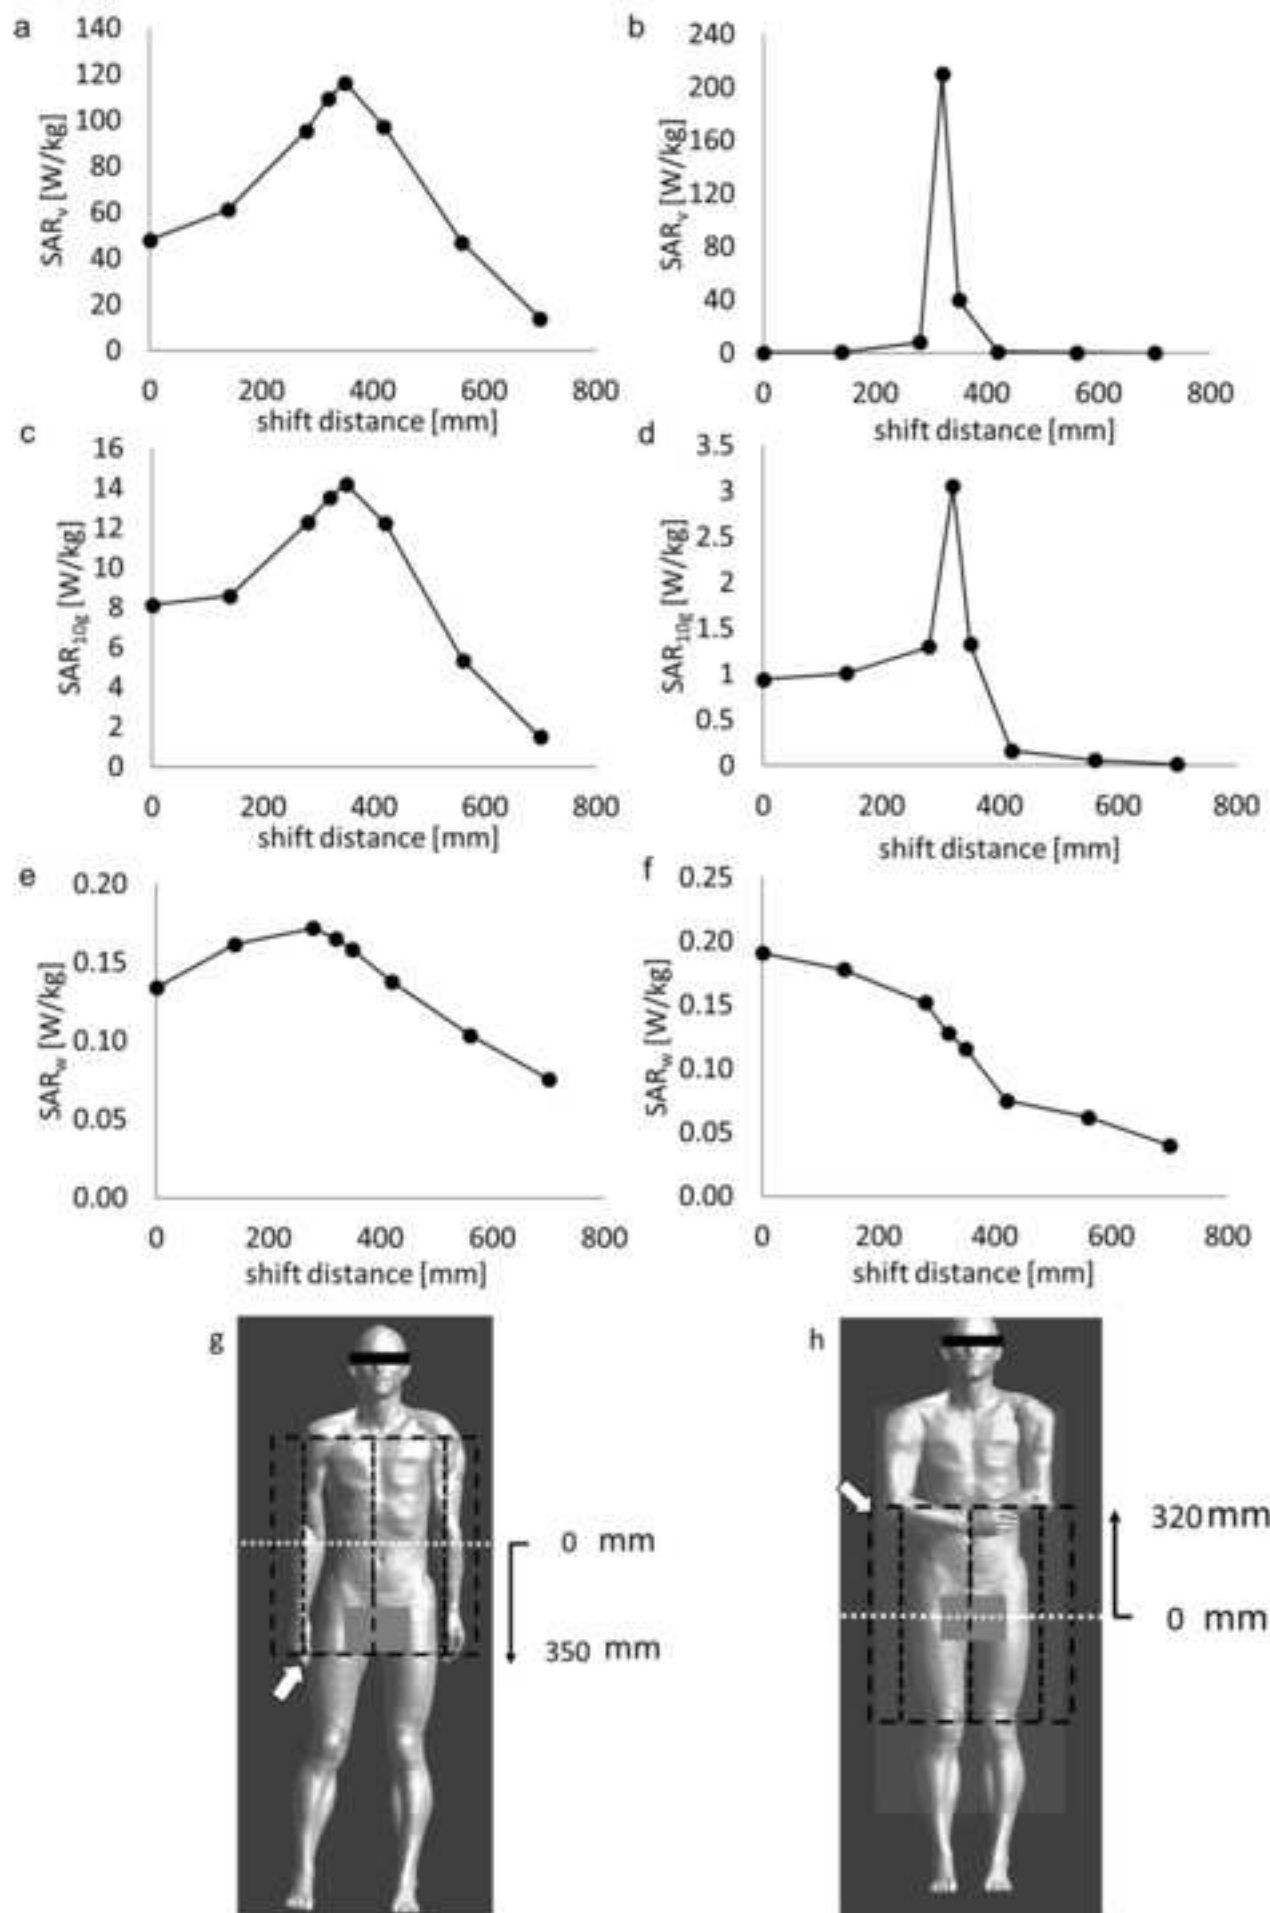 a
140
120
100
80
60
40
20
0
SARv [W/kg]
0 200 400 600 800
shift distance [mm]
b
240
200
160
120
80
40
0
SARv [W/kg]
0 200 400 600 800
shift distance [mm]
c
16
14
12
10
8
6
4
2
0
SAR10g [W/kg]
0 200 400 600 800
shift distance [mm]
d
3.5
3
2.5
2
1.5
1
0.5
0
SAR10g [W/kg]
0 200 400 600 800
shift distance [mm]
e
0.20
0.15
0.10
0.05
0.00
SARw [W/kg]
0 200 400 600 800
shift distance [mm]
f
0.25
0.20
0.15
0.10
0.05
0.00
SARw [W/kg]
0 200 400 600 800
shift distance [mm]
g
0 mm
350 mm
h
320 mm
0 mm